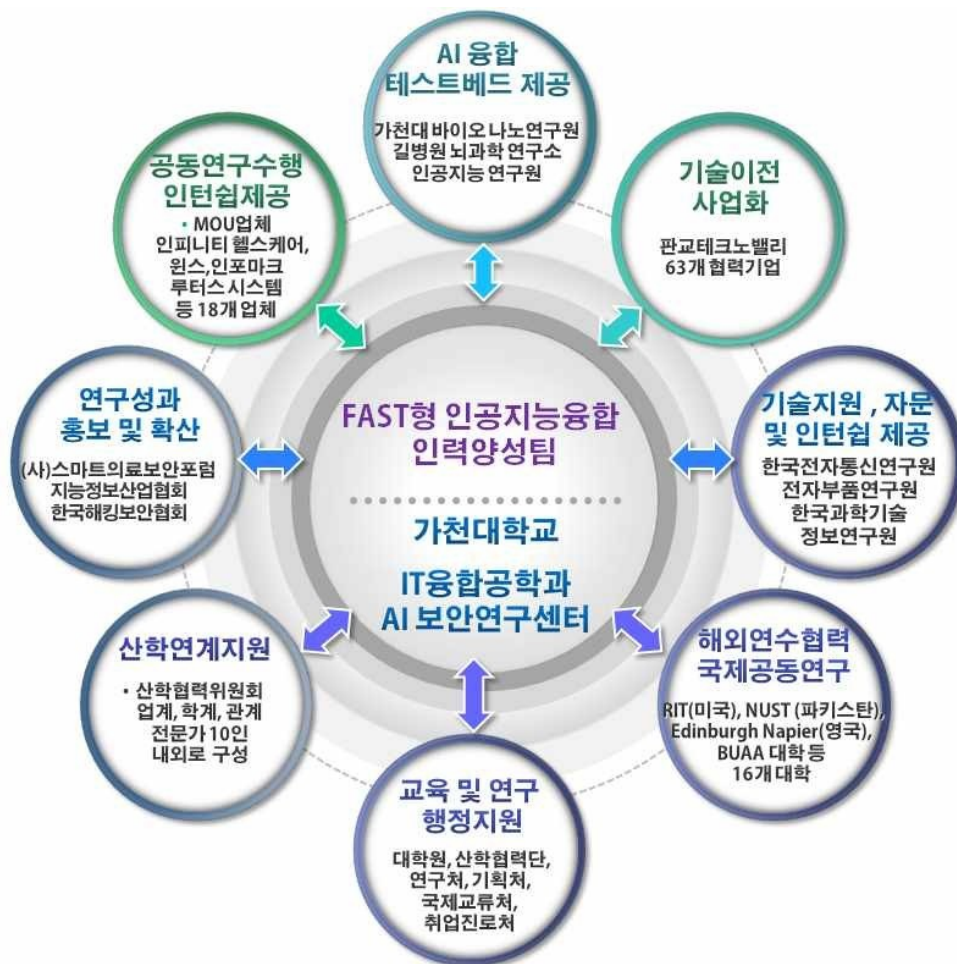 AI 융합
테스트베드 제공
가천대 바이오 나노연구원
길병원 뇌과학 연구소
인공지능 연구원
공동연구수행
인턴쉽제공
• MOU업체
인피니티 헬스케어,
윈스,인포마크
루터스 시스템
등 18개 업체
기술이전
사업화
판교테크노밸리
63개 협력기업
연구성과
홍보 및 확산
(사)스마트의료보안포럼
지능정보산업협회
한국해킹보안협회
FAST형 인공지능융합
인력양성팀
가천대학교
IT융합공학과
AI 보안연구센터
기술지원 , 자문
및 인턴쉽 제공
한국전자통신연구원
전자부품연구원
한국과학기술
정보연구원
산학연계지원
• 산학협력위원회
업계, 학계, 관계
전문가 10인
내외로 구성
해외연수협력
국제공동연구
RIT(미국), NUST (파키스탄),
Edinburgh Napier(영국),
BUAA 대학 등
16개 대학
교육 및 연구
행정지원
대학원, 산학협력단,
연구처, 기획처,
국제교류처,
취업진로처